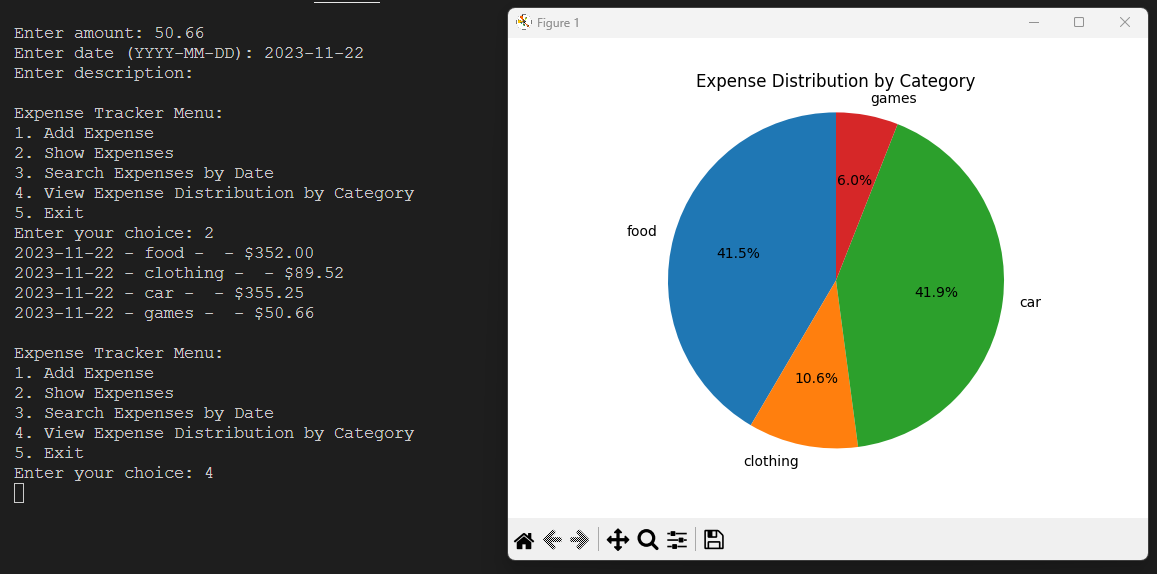 Enter amount: 50.66
Enter date (YYYY-MM-DD): 2023-11-22
Enter description:
Expense Tracker Menu:
1. Add Expense
2. Show Expenses
3. Search Expenses by Date
4. View Expense Distribution by Category
5. Exit
Enter your choice: 2
2023-11-22 - food -  - $352.00
2023-11-22 - clothing -  - $89.52
2023-11-22 - car -  - $355.25
2023-11-22 - games -  - $50.66
Expense Tracker Menu:
1. Add Expense
2. Show Expenses
3. Search Expenses by Date
4. View Expense Distribution by Category
5. Exit
Enter your choice: 4
Figure 1
Expense Distribution by Category
games
6.0%
food
41.5%
41.9%
car
10.6%
clothing